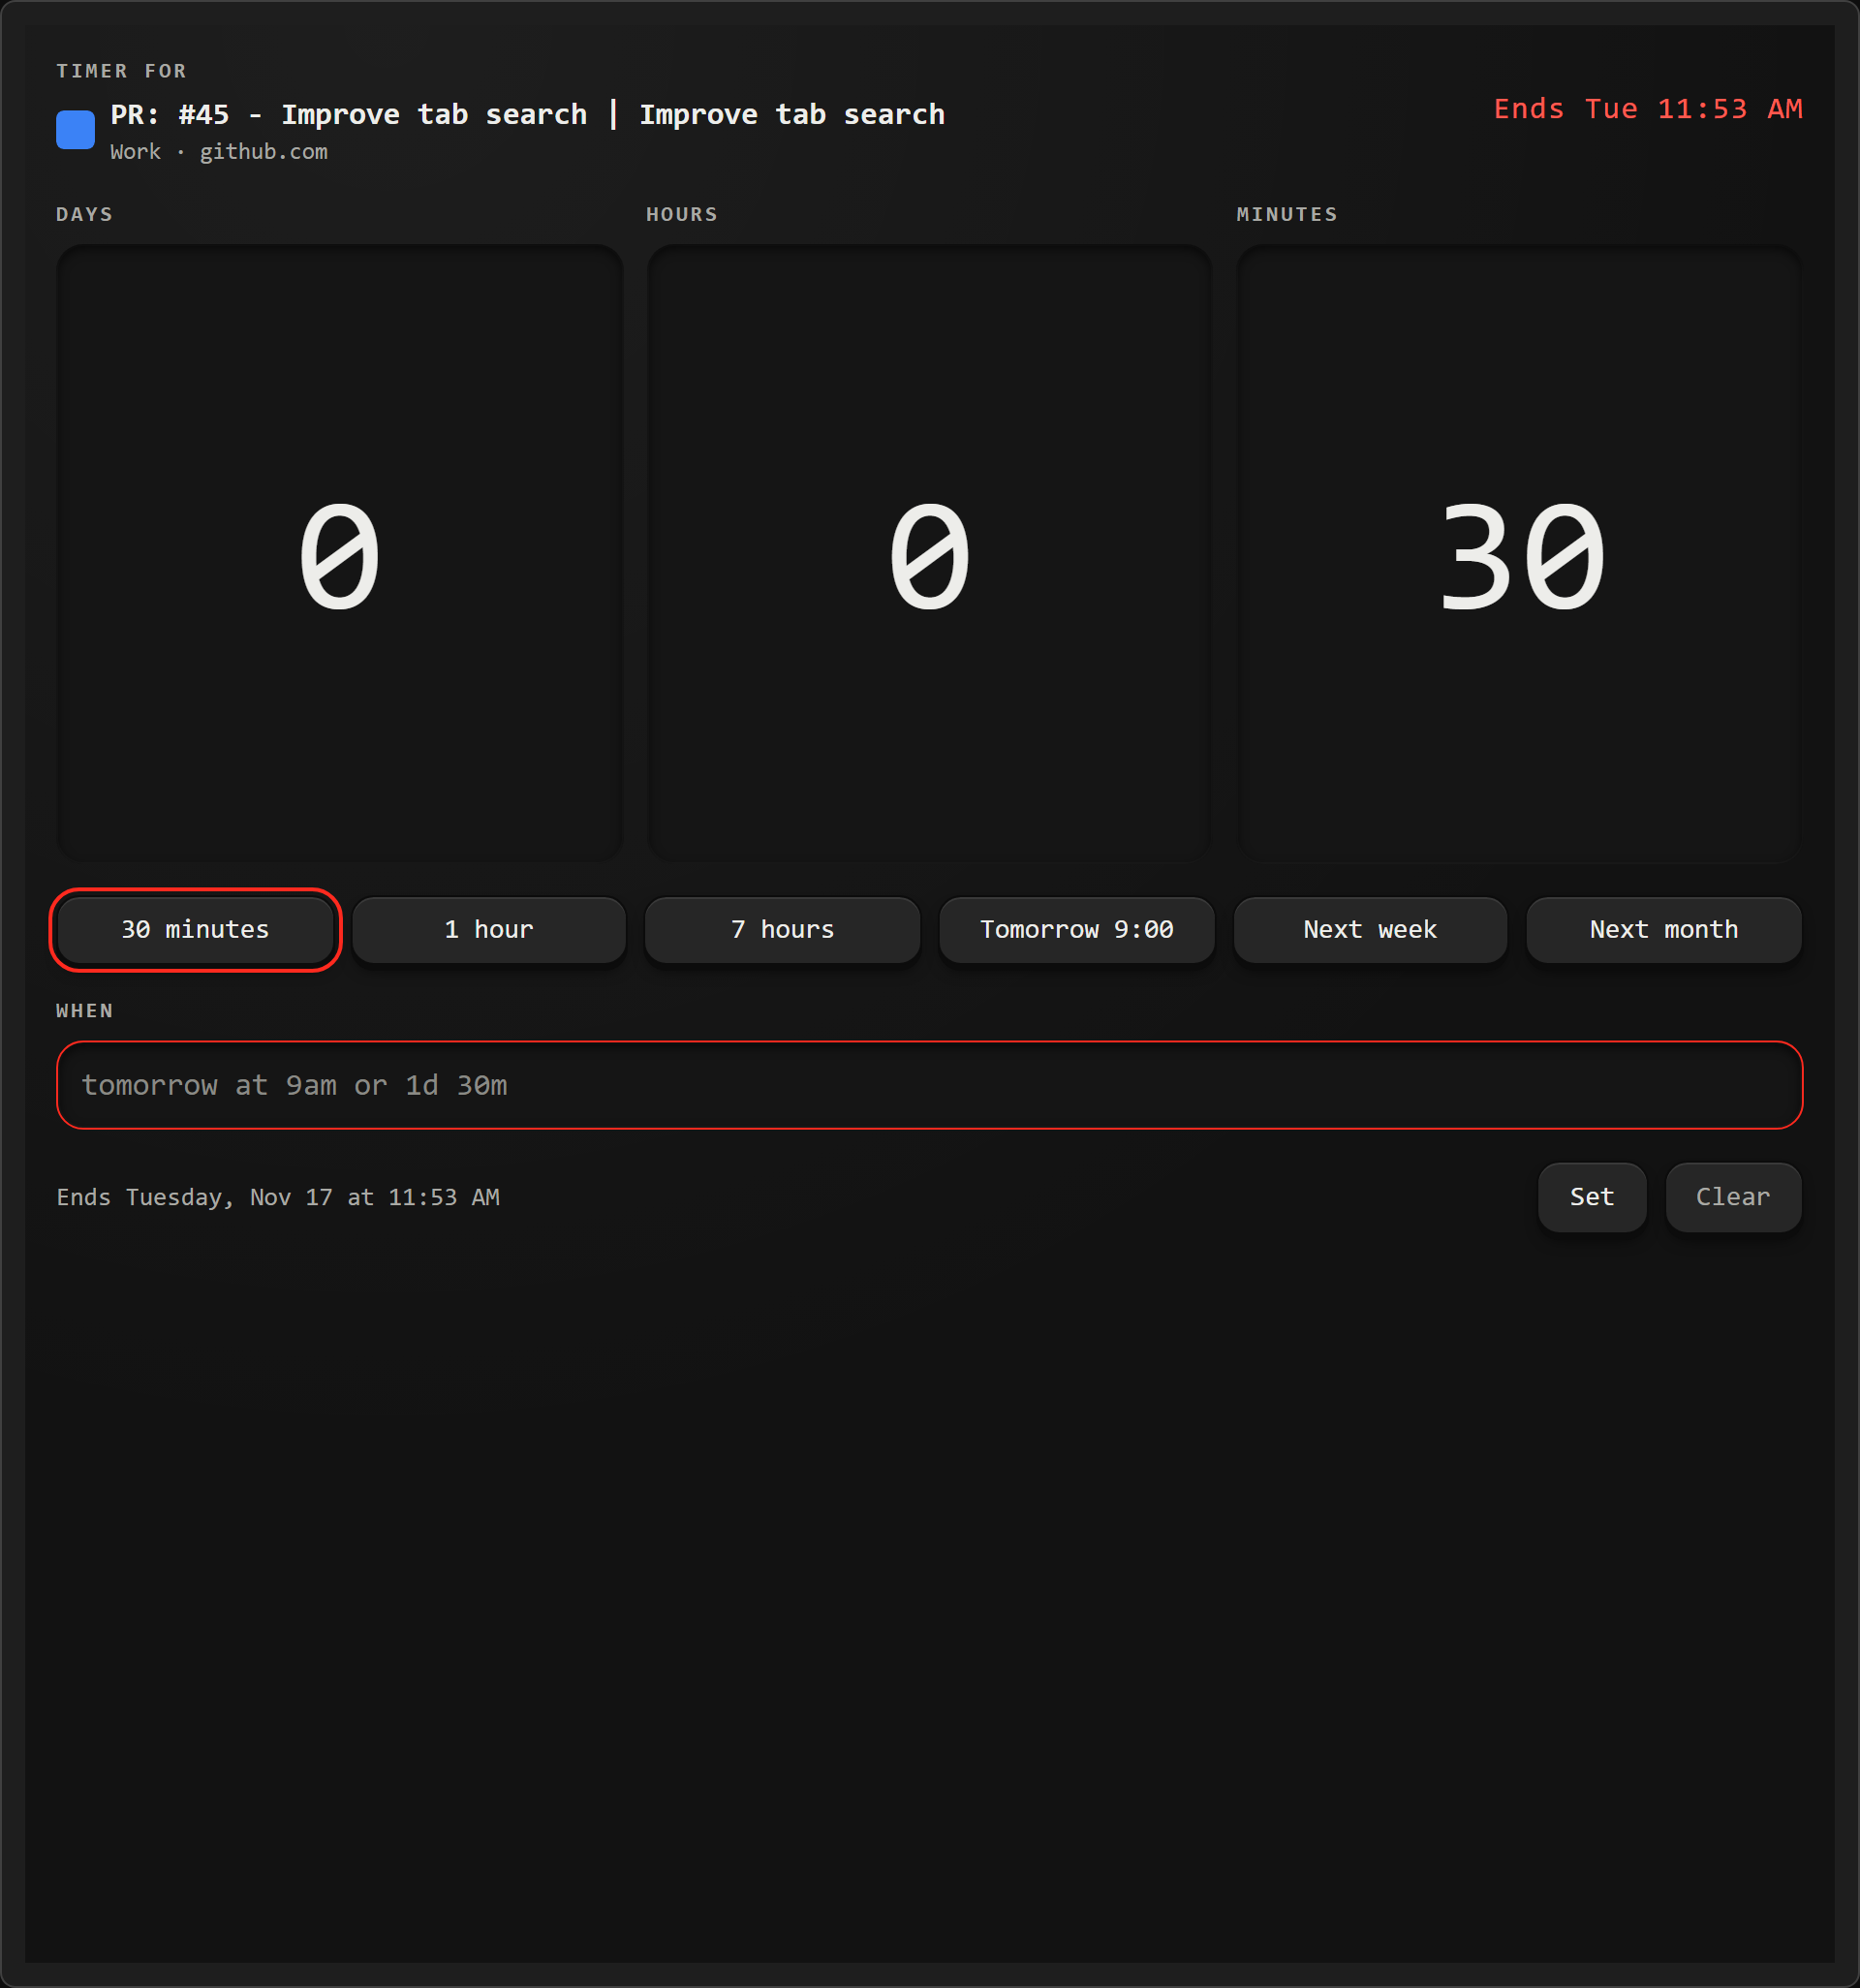 TIMER FOR
PR: #45 - Improve tab search | Improve tab search
Work · github.com
Ends Tue 11:53 AM
DAYS
HOURS
MINUTES
0
0
30
30 minutes
1 hour
7 hours
Tomorrow 9:00
Next week
Next month
WHEN
tomorrow at 9am or 1d 30m
Ends Tuesday, Nov 17 at 11:53 AM
Set
Clear